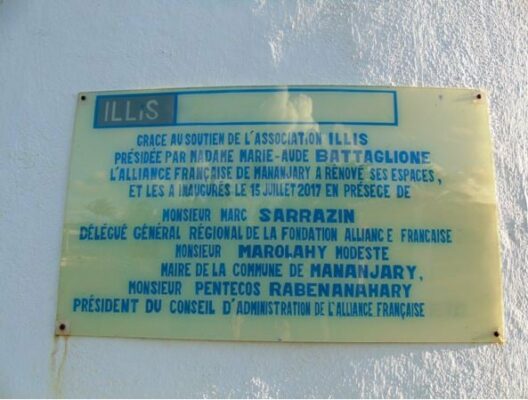 ILLiS
GRACE AU SOUTIEN DE L'ASSOCIATION ILLIS
PRÉSIDÉE PAR MADAME MARIE-AUDE BATTAGLIONE
L'ALLIANCE FRANÇAISE DE MANANJARY A RÉNOVÉ SES ESPACES,
ET LES A INAUGURÉS LE 15 JUILLET 2017 EN PRÉSECE DE
MONSIEUR MARC SARRAZIN
DÉLÉGUÉ GÉNÉRAL RÉGIONAL DE LA FONDATION ALLIANCE FRANÇAISE
MONSIEUR MAROLAHY MODESTE
MAIRE DE LA COMMUNE DE MANANJARY,
MONSIEUR PENTECOS RABENANAHARY
PRÉSIDENT DU CONSEIL D'ADMINISTRATION DE L'ALLIANCE FRANÇAISE